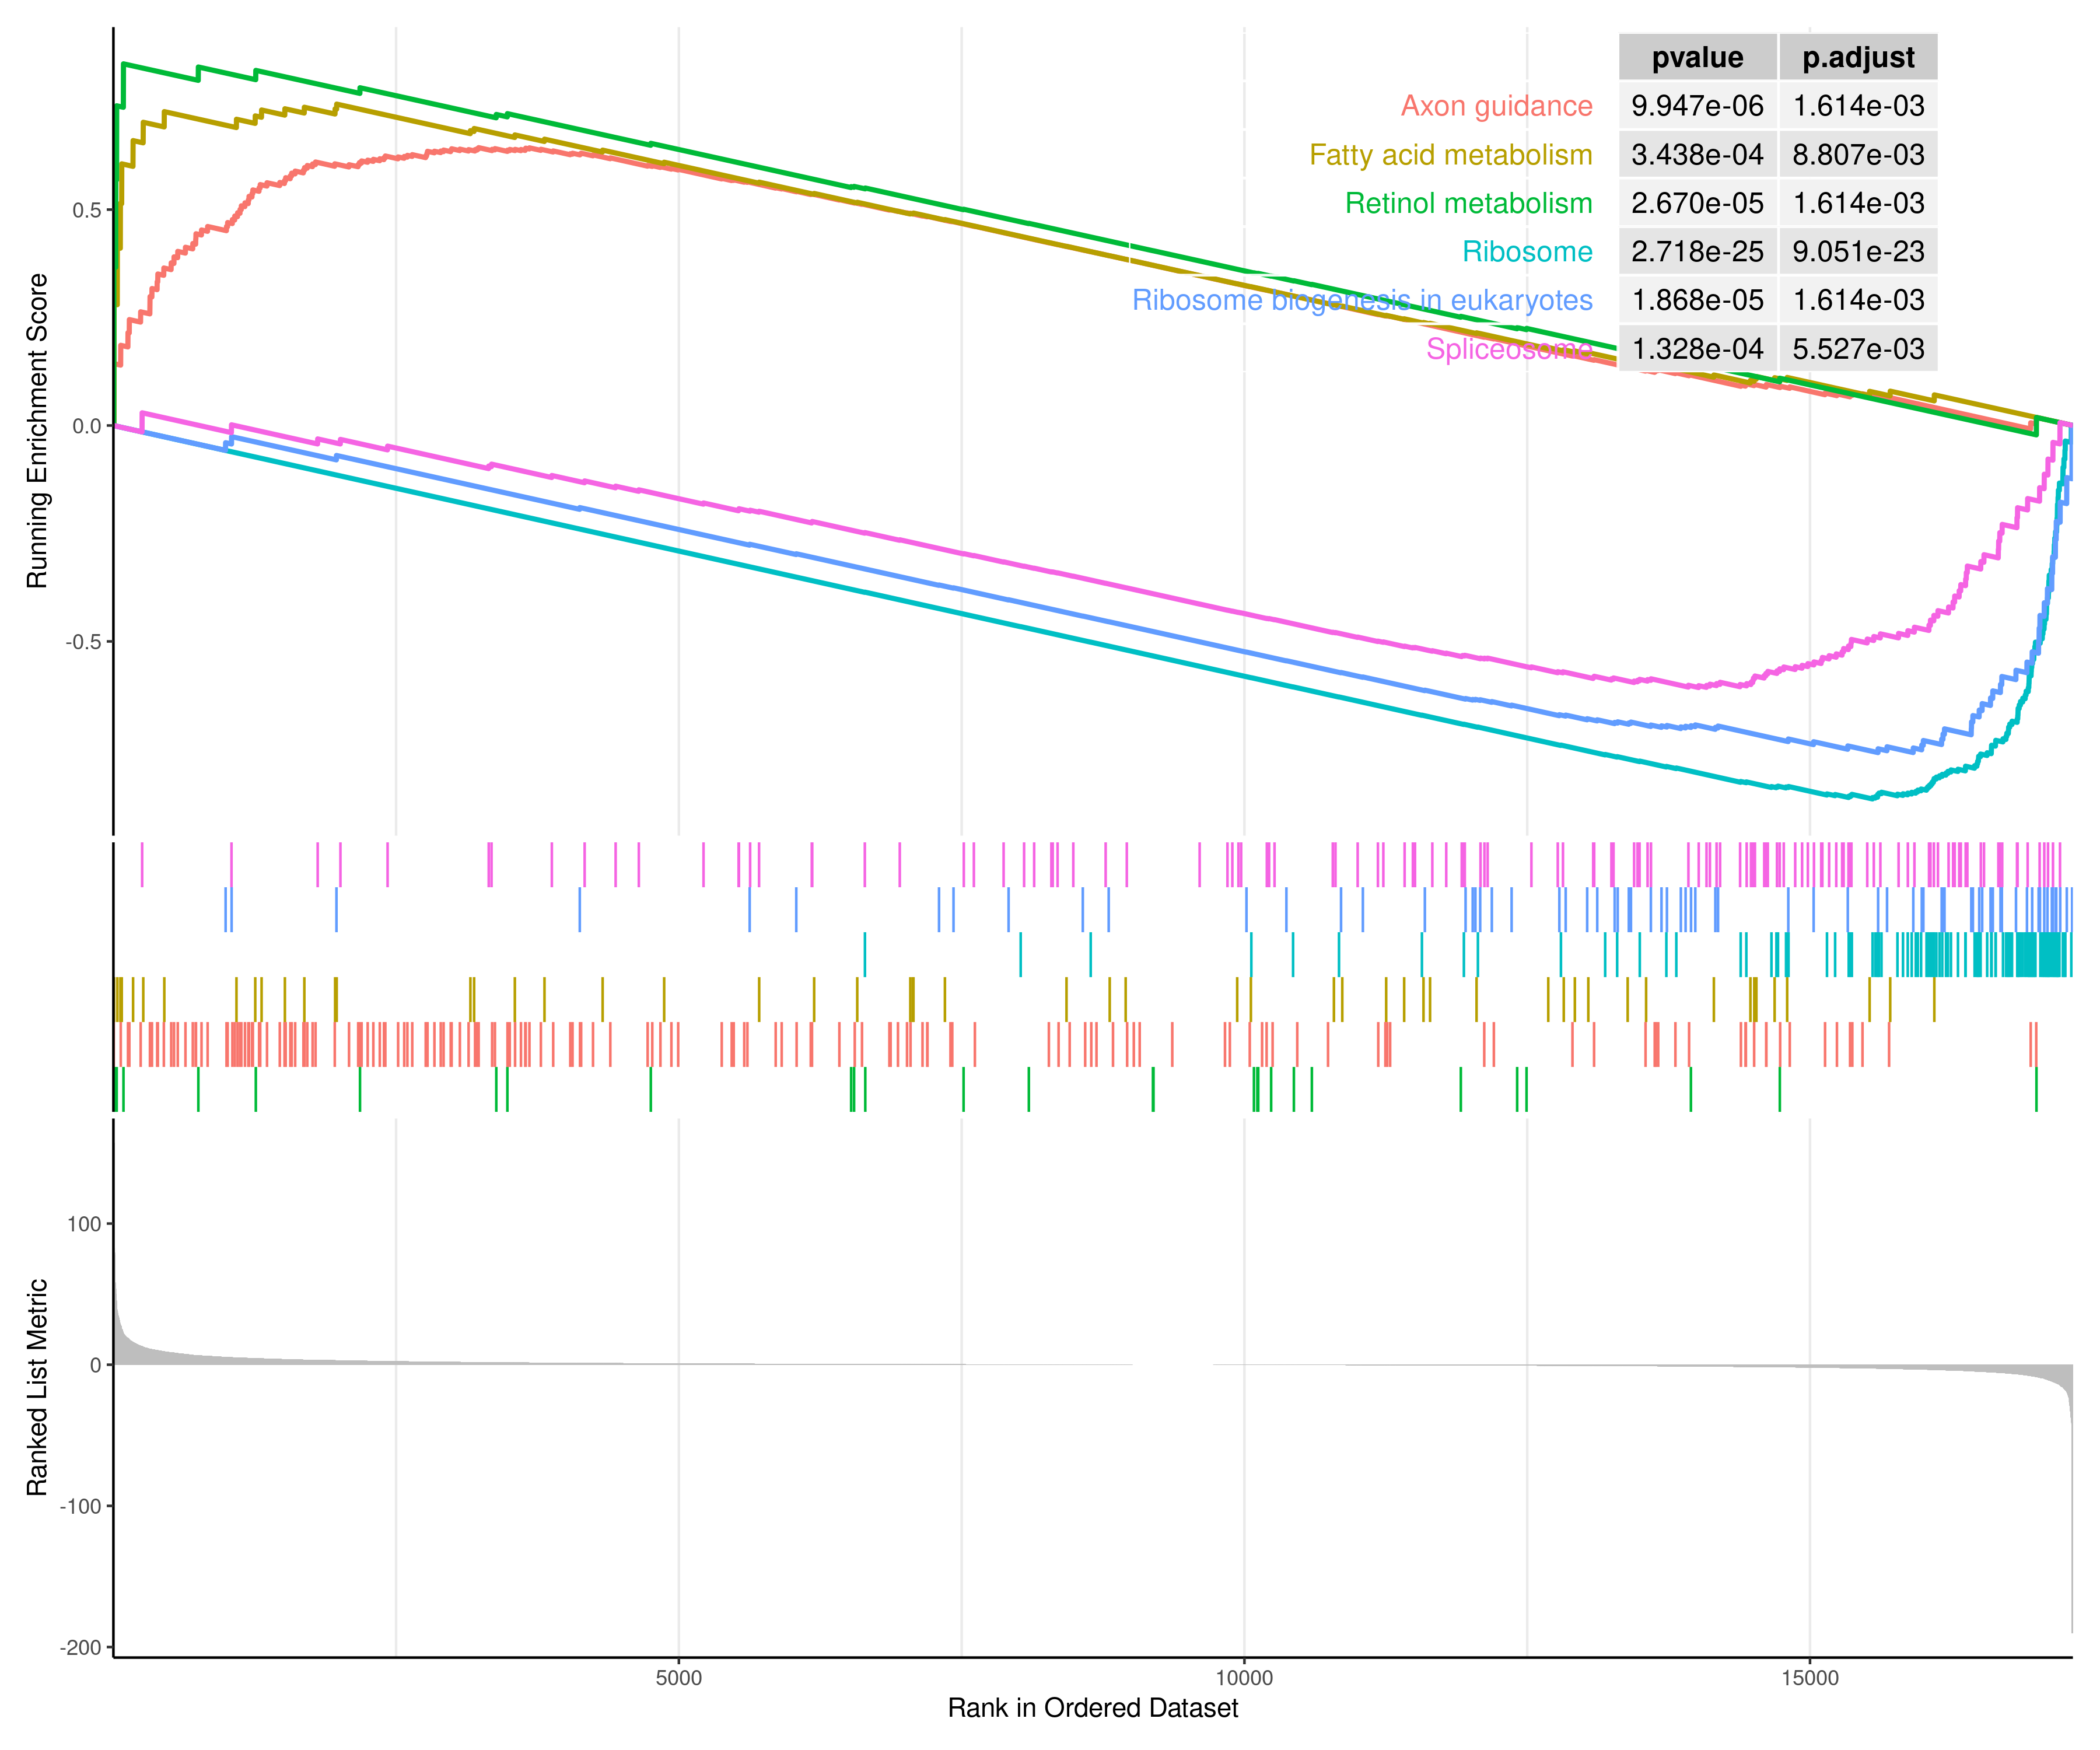 pvalue p.adjust
Axon guidance 9.947e-06 1.614e-03
Fatty acid metabolism 3.438e-04 8.807e-03
Retinol metabolism 2.670e-05 1.614e-03
Ribosome 2.718e-25 9.051e-23
Ribosome biogenesis in eukaryotes 1.868e-05 1.614e-03
Spliceosome 1.328e-04 5.527e-03
Running Enrichment Score
0.5
0.0
-0.5
Ranked List Metric
100
0
-100
-200
5000 10000 15000
Rank in Ordered Dataset